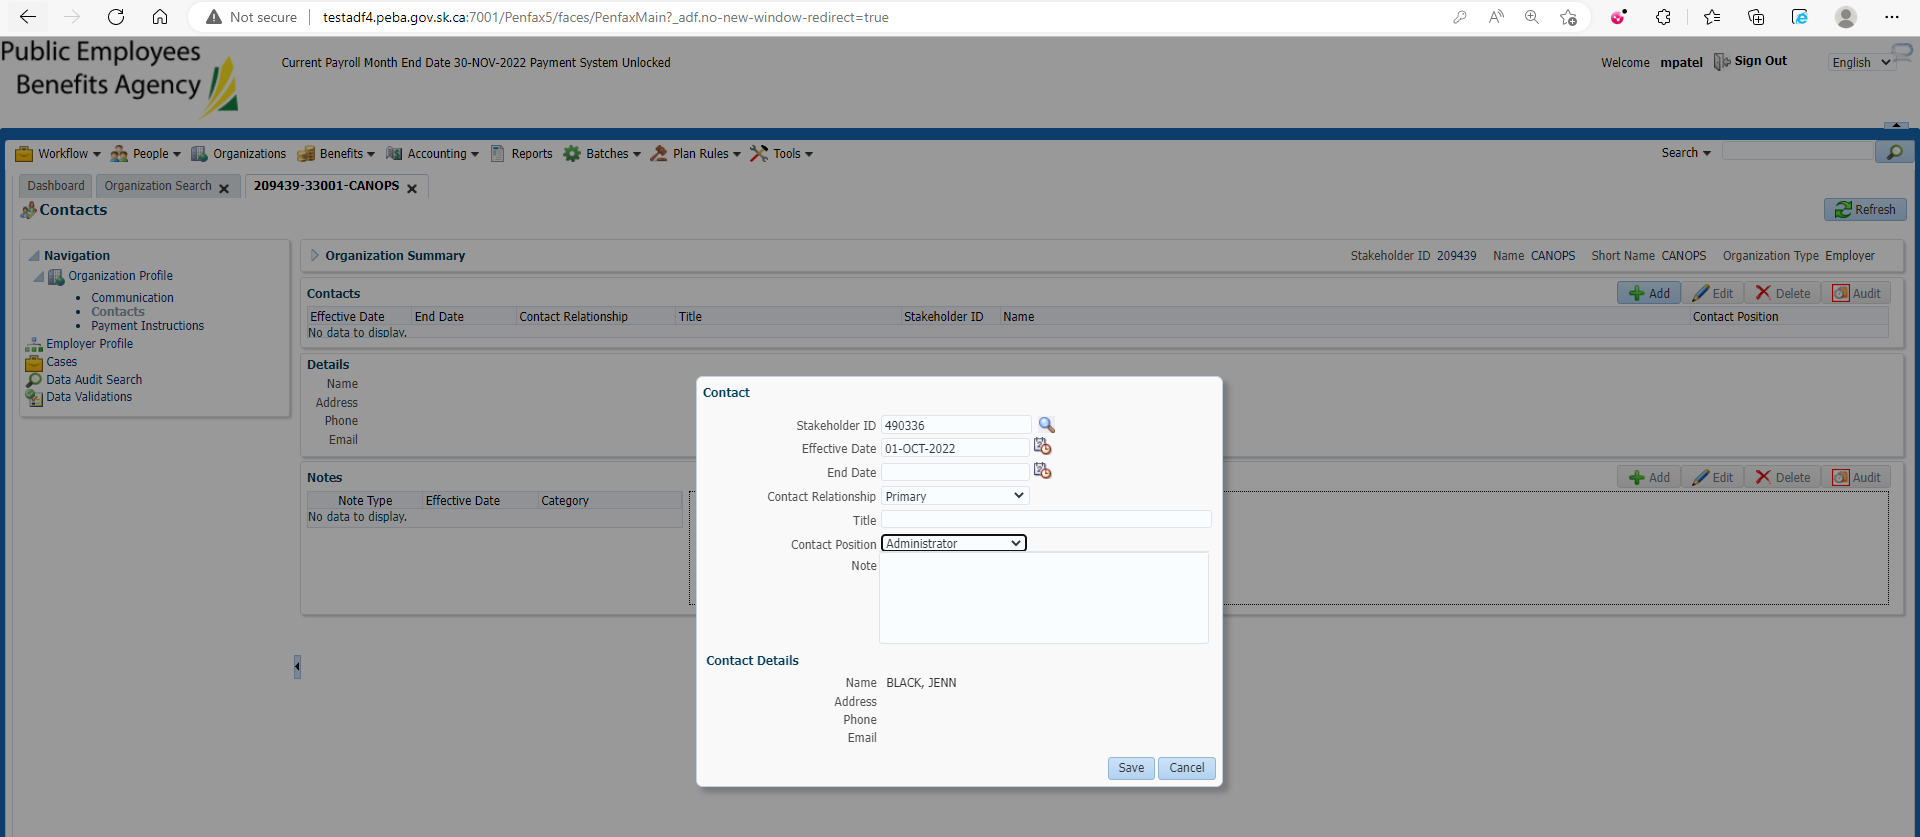 Not secure
testadf4.peba.gov.sk.ca:7001/Penfax5/faces/PenfaxMain?_adf.no-new-window-redirect=true
Public Employees
Benefits Agency
Current Payroll Month End Date 30-NOV-2022 Payment System Unlocked
Welcome mpatel Sign Out English
Workflow People Organizations Benefits Accounting Reports Batches Plan Rules Tools Search
Dashboard Organization Search 209439-33001-CANOPS
Contacts Refresh
Navigation
Organization Profile
Communication
Contacts
Payment Instructions
Employer Profile
Cases
Data Audit Search
Data Validations
Organization Summary Stakeholder ID 209439 Name CANOPS Short Name CANOPS Organization Type Employer
Contacts Add Edit Delete Audit
Effective Date End Date Contact Relationship Title Stakeholder ID Name Contact Position
No data to display.
Details
Name
Address
Phone
Email
Notes Add Edit Delete Audit
Note Type Effective Date Category
No data to display.
Contact
Stakeholder ID 490336
Effective Date 01-OCT-2022
End Date
Contact Relationship Primary
Title
Contact Position Administrator
Note
Contact Details
Name BLACK, JENN
Address
Phone
Email
Save Cancel